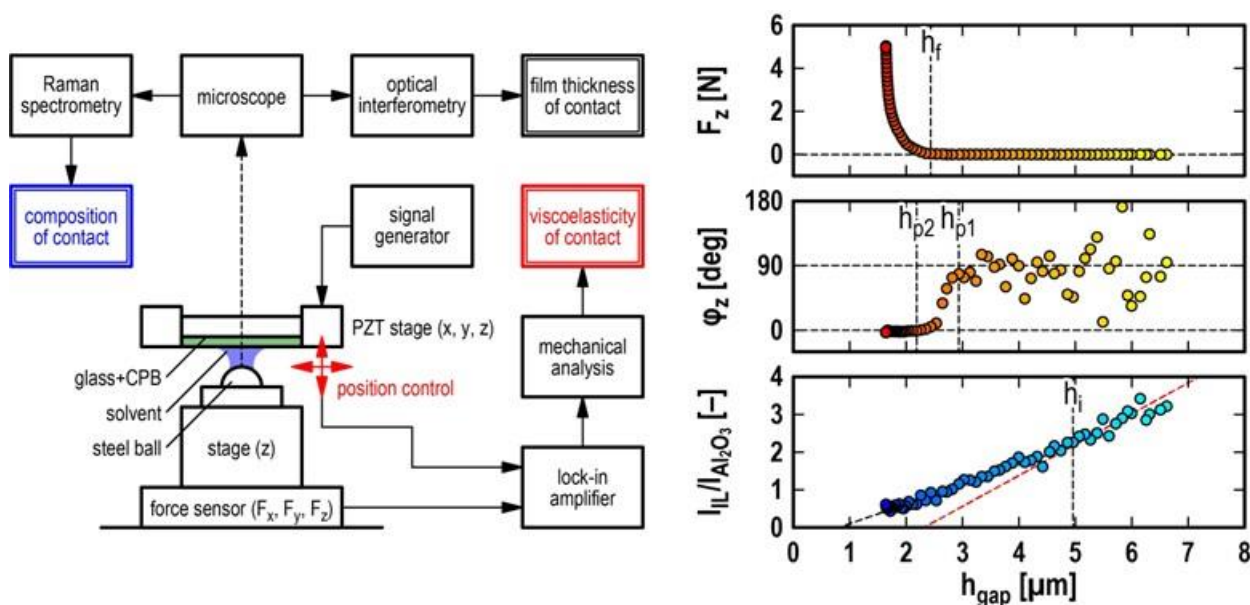 Raman
spectrometry
microscope
optical
interferometry
film thickness
of contact
composition
of contact
signal
generator
viscoelasticity
of contact
PZT stage (x, y, z)
glass+CPB
position control
solvent
steel ball
mechanical
analysis
stage (z)
lock-in
amplifier
force sensor (Fx, Fy, Fz)
6
4
2
0
Fz [N]
hf
180
90
0
φz [deg]
hp2 hp1
4
3
2
1
0
IIL/IAl2O3 [–]
hi
0 1 2 3 4 5 6 7 8
hgap [μm]